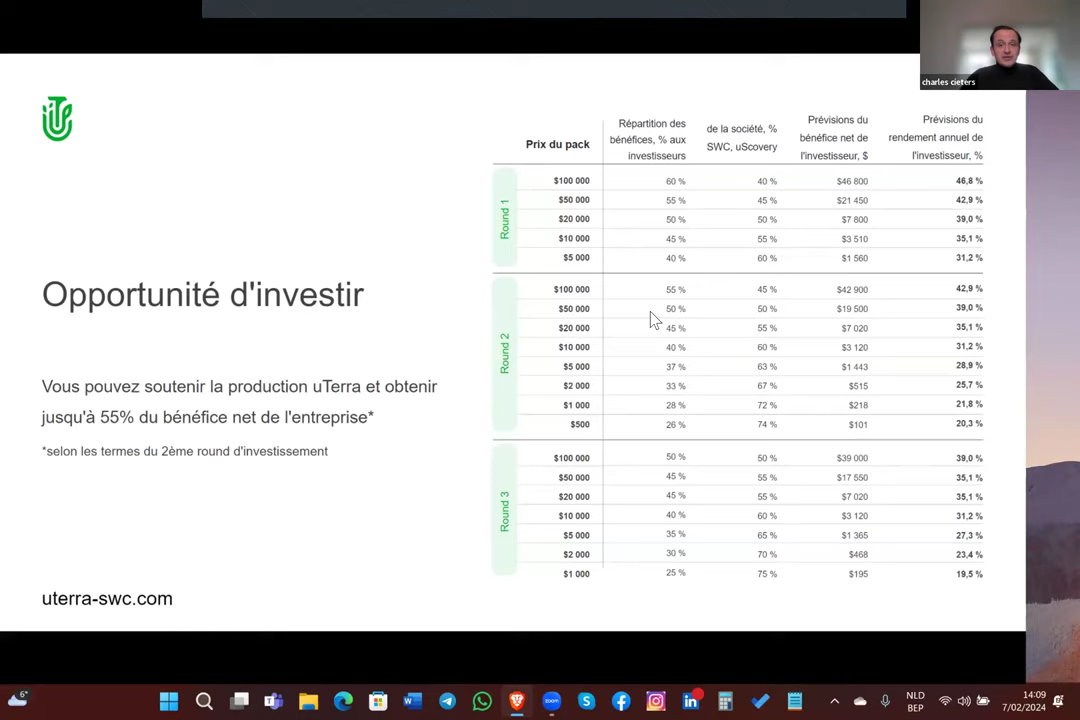 charles cieters
Opportunité d'investir
Vous pouvez soutenir la production uTerra et obtenir
jusqu'à 55% du bénéfice net de l'entreprise*
*selon les termes du 2ème round d'investissement
uterra-swc.com
Prix du pack
Répartition des
bénéfices, % aux
investisseurs
de la société, %
SWC, uScovery
Prévisions du
bénéfice net de
l'investisseur, $
Prévisions du
rendement annuel de
l'investisseur, %
Round 1
$100 000 60 % 40 % $46 800 46,8 %
$50 000 55 % 45 % $21 450 42,9 %
$20 000 50 % 50 % $7 800 39,0 %
$10 000 45 % 55 % $3 510 35,1 %
$5 000 40 % 60 % $1 560 31,2 %
Round 2
$100 000 55 % 45 % $42 900 42,9 %
$50 000 50 % 50 % $19 500 39,0 %
$20 000 45 % 55 % $7 020 35,1 %
$10 000 40 % 60 % $3 120 31,2 %
$5 000 37 % 63 % $1 443 28,9 %
$2 000 33 % 67 % $515 25,7 %
$1 000 28 % 72 % $218 21,8 %
$500 26 % 74 % $101 20,3 %
Round 3
$100 000 50 % 50 % $39 000 39,0 %
$50 000 45 % 55 % $17 550 35,1 %
$20 000 45 % 55 % $7 020 35,1 %
$10 000 40 % 60 % $3 120 31,2 %
$5 000 35 % 65 % $1 365 27,3 %
$2 000 30 % 70 % $468 23,4 %
$1 000 25 % 75 % $195 19,5 %
6°
zoom
NLD
BEP
14:09
7/02/2024